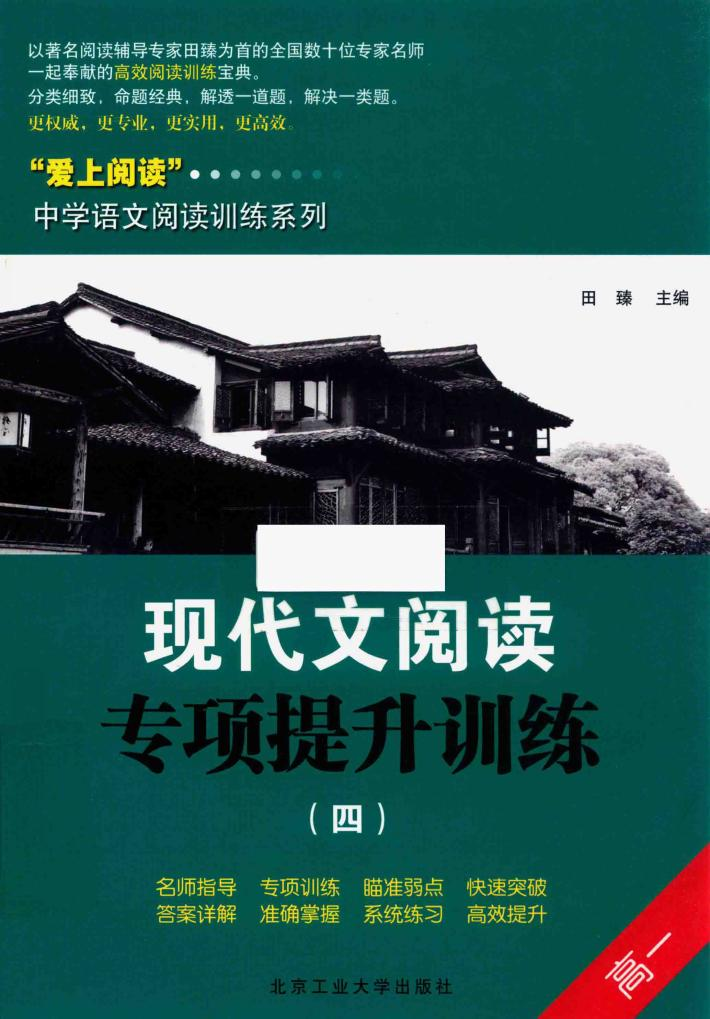 以著名阅读辅导专家田臻为首的全国数十位专家名师
一起奉献的高效阅读训练宝典。
分类细致，命题经典，解透一道题，解决一类题。
更权威，更专业，更实用，更高效。
“爱上阅读”
中学语文阅读训练系列
田 臻 主编
现代文阅读
专项提升训练
（四）
名师指导 专项训练 瞄准弱点 快速突破
答案详解 准确掌握 系统练习 高效提升
高一
北京工业大学出版社